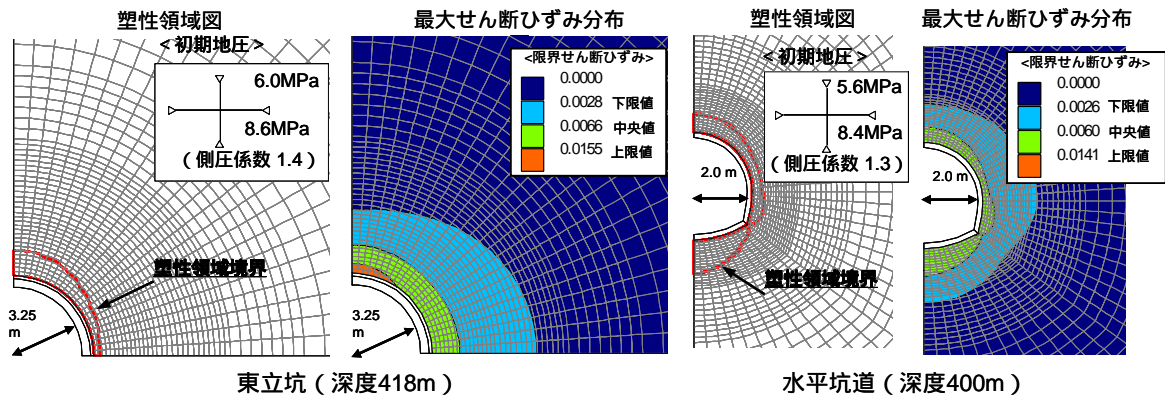 塑性領域図
<初期地圧>
6.0MPa
8.6MPa
(側圧係数 1.4)
塑性領域境界
3.25
m
最大せん断ひずみ分布
<限界せん断ひずみ>
0.0000
0.0028 下限値
0.0066 中央値
0.0155 上限値
3.25
m
東立坑(深度418m)
塑性領域図
<初期地圧>
5.6MPa
8.4MPa
(側圧係数 1.3)
2.0 m
塑性領域境界
最大せん断ひずみ分布
<限界せん断ひずみ>
0.0000
0.0026 下限値
0.0060 中央値
0.0141 上限値
2.0 m
水平坑道(深度400m)